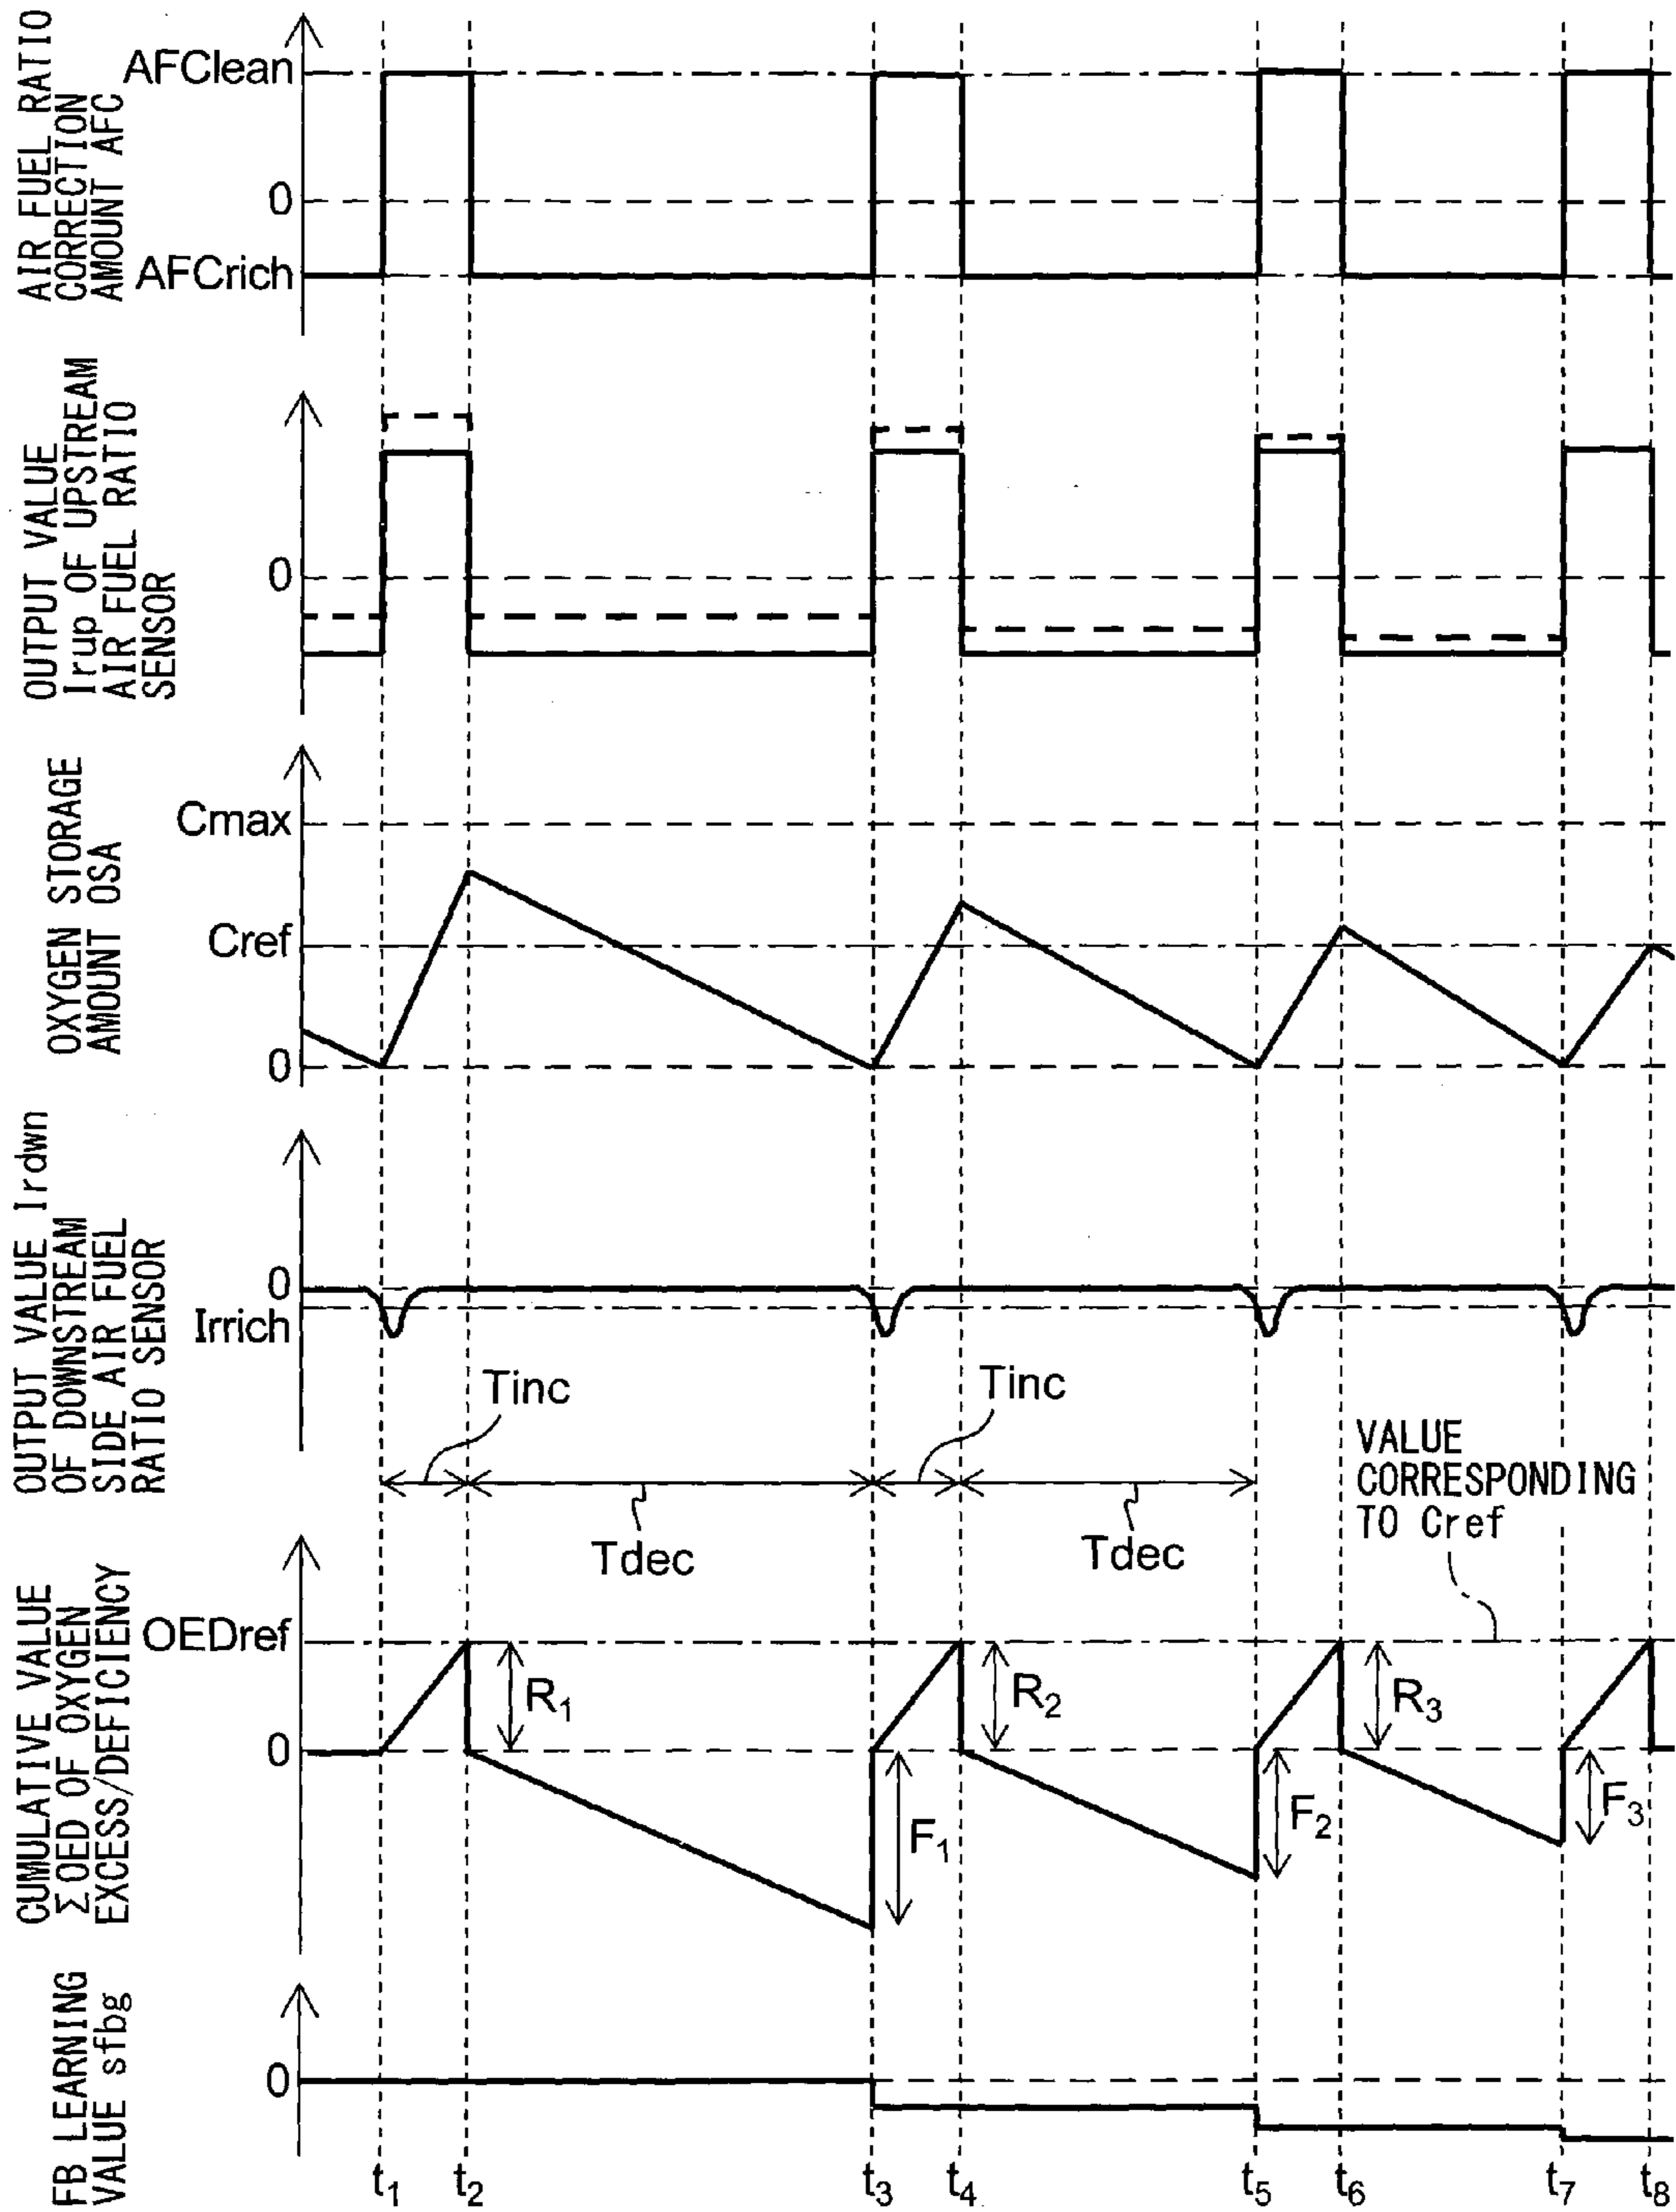 AIR FUEL RATIO
CORRECTION
AMOUNT AFC
AFClean
0
AFCrich
OUTPUT VALUE
Irup OF UPSTREAM
AIR FUEL RATIO
SENSOR
0
OXYGEN STORAGE
AMOUNT OSA
Cmax
Cref
0
OUTPUT VALUE Irdwn
OF DOWNSTREAM
SIDE AIR FUEL
RATIO SENSOR
0
Irrich
Tinc
Tinc
Tdec
Tdec
VALUE
CORRESPONDING
TO Cref
CUMULATIVE VALUE
ΣOED OF OXYGEN
EXCESS/DEFICIENCY
OEDref
0
R1
R2
R3
F1
F2
F3
FB LEARNING
VALUE sfbg
0
t1 t2 t3 t4 t5 t6 t7 t8